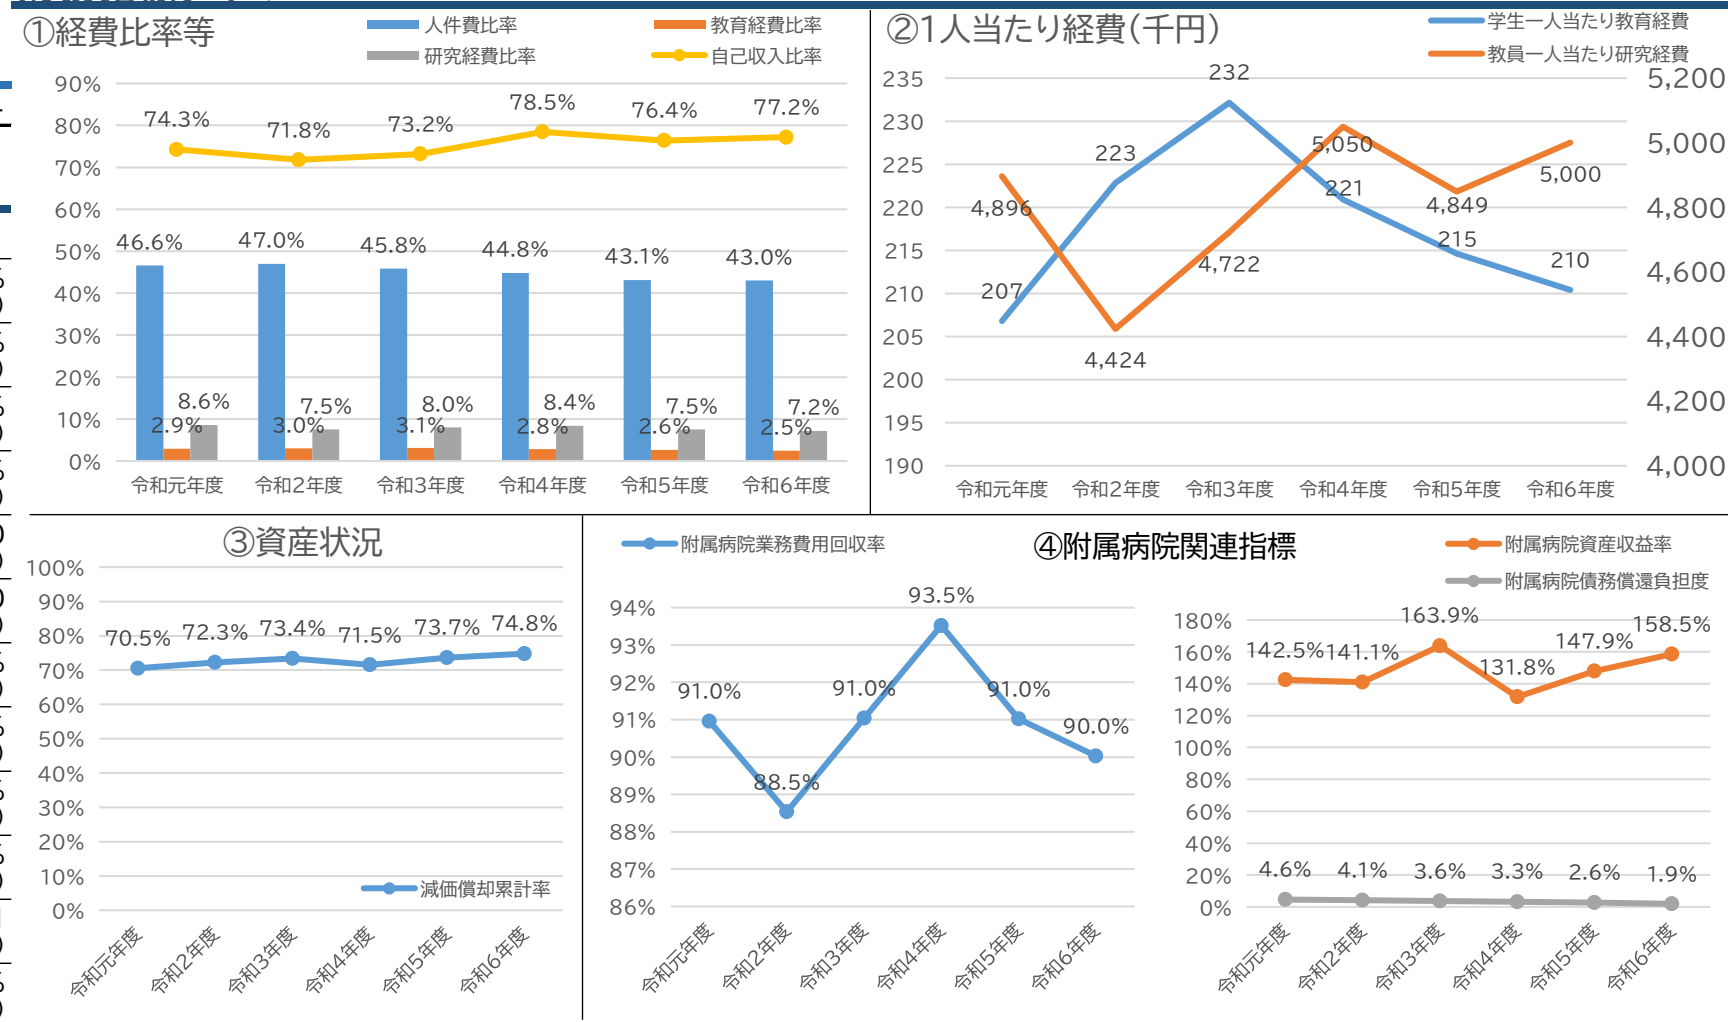 ①経費比率等
人件費比率
教育経費比率
研究経費比率
自己収入比率
90%
80%
70%
60%
50%
40%
30%
20%
10%
0%
74.3%
71.8%
73.2%
78.5%
76.4%
77.2%
46.6%
47.0%
45.8%
44.8%
43.1%
43.0%
8.6%
7.5%
8.0%
8.4%
7.5%
7.2%
2.9%
3.0%
3.1%
2.8%
2.6%
2.5%
令和元年度
令和2年度
令和3年度
令和4年度
令和5年度
令和6年度
②1人当たり経費(千円)
学生一人当たり教育経費
教員一人当たり研究経費
235
230
225
220
215
210
205
200
195
190
5,200
5,000
4,800
4,600
4,400
4,200
4,000
207
223
232
221
215
210
4,896
4,424
4,722
5,050
4,849
5,000
令和元年度
令和2年度
令和3年度
令和4年度
令和5年度
令和6年度
③資産状況
100%
90%
80%
70%
60%
50%
40%
30%
20%
10%
0%
70.5%
72.3%
73.4%
71.5%
73.7%
74.8%
減価償却累計率
令和元年度
令和2年度
令和3年度
令和4年度
令和5年度
令和6年度
④附属病院関連指標
附属病院業務費用回収率
94%
93%
92%
91%
90%
89%
88%
87%
86%
91.0%
88.5%
91.0%
93.5%
91.0%
90.0%
令和元年度
令和2年度
令和3年度
令和4年度
令和5年度
令和6年度
附属病院資産収益率
附属病院債務償還負担度
180%
160%
140%
120%
100%
80%
60%
40%
20%
0%
142.5%
141.1%
163.9%
131.8%
147.9%
158.5%
4.6%
4.1%
3.6%
3.3%
2.6%
1.9%
令和元年度
令和2年度
令和3年度
令和4年度
令和5年度
令和6年度